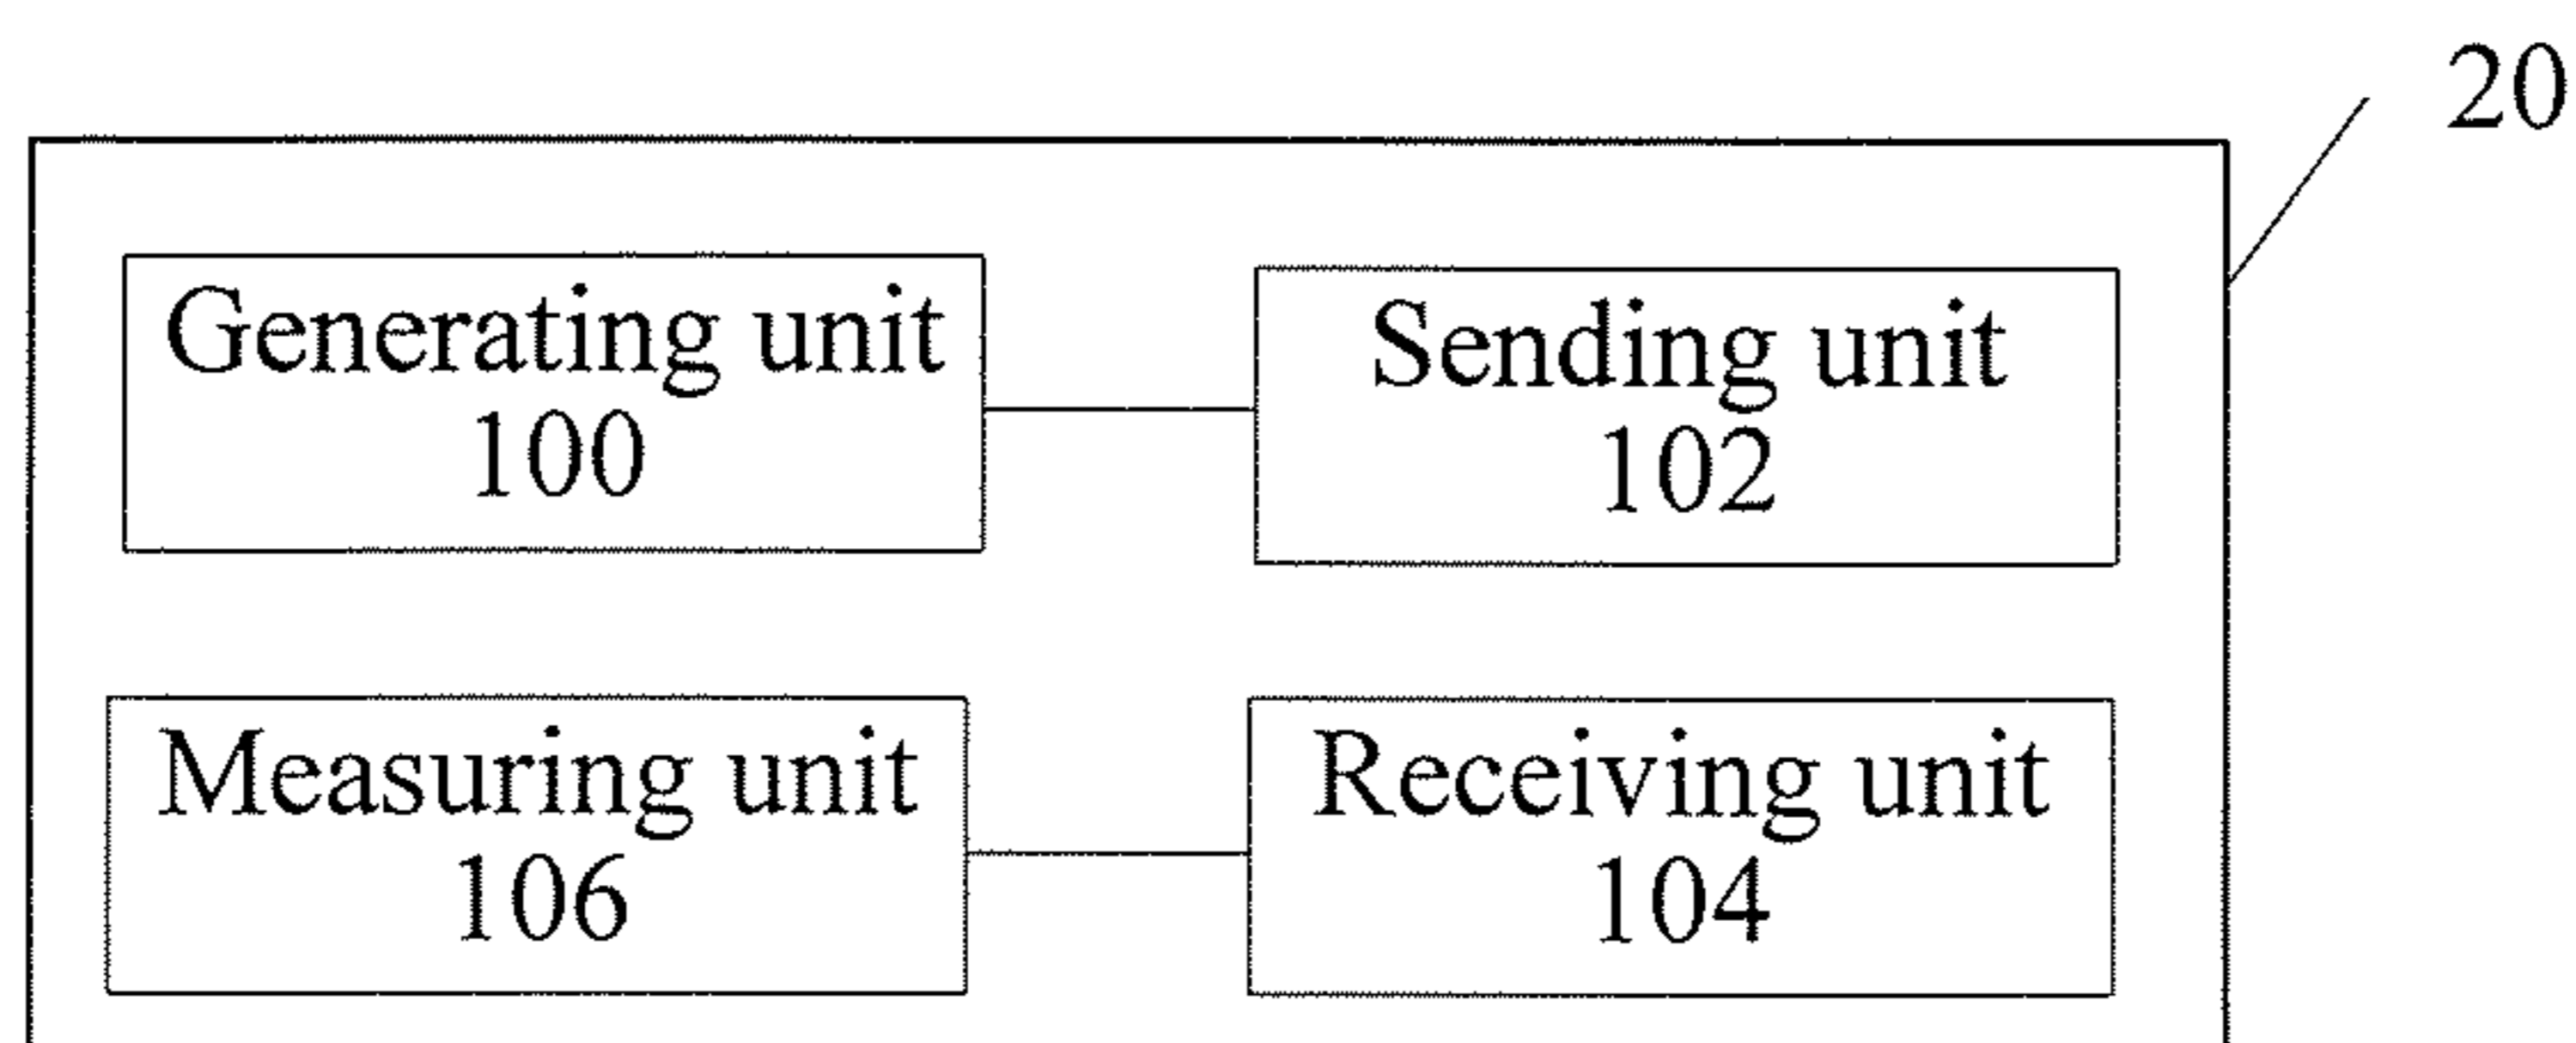 20
Generating unit
100
Sending unit
102
Measuring unit
106
Receiving unit
104